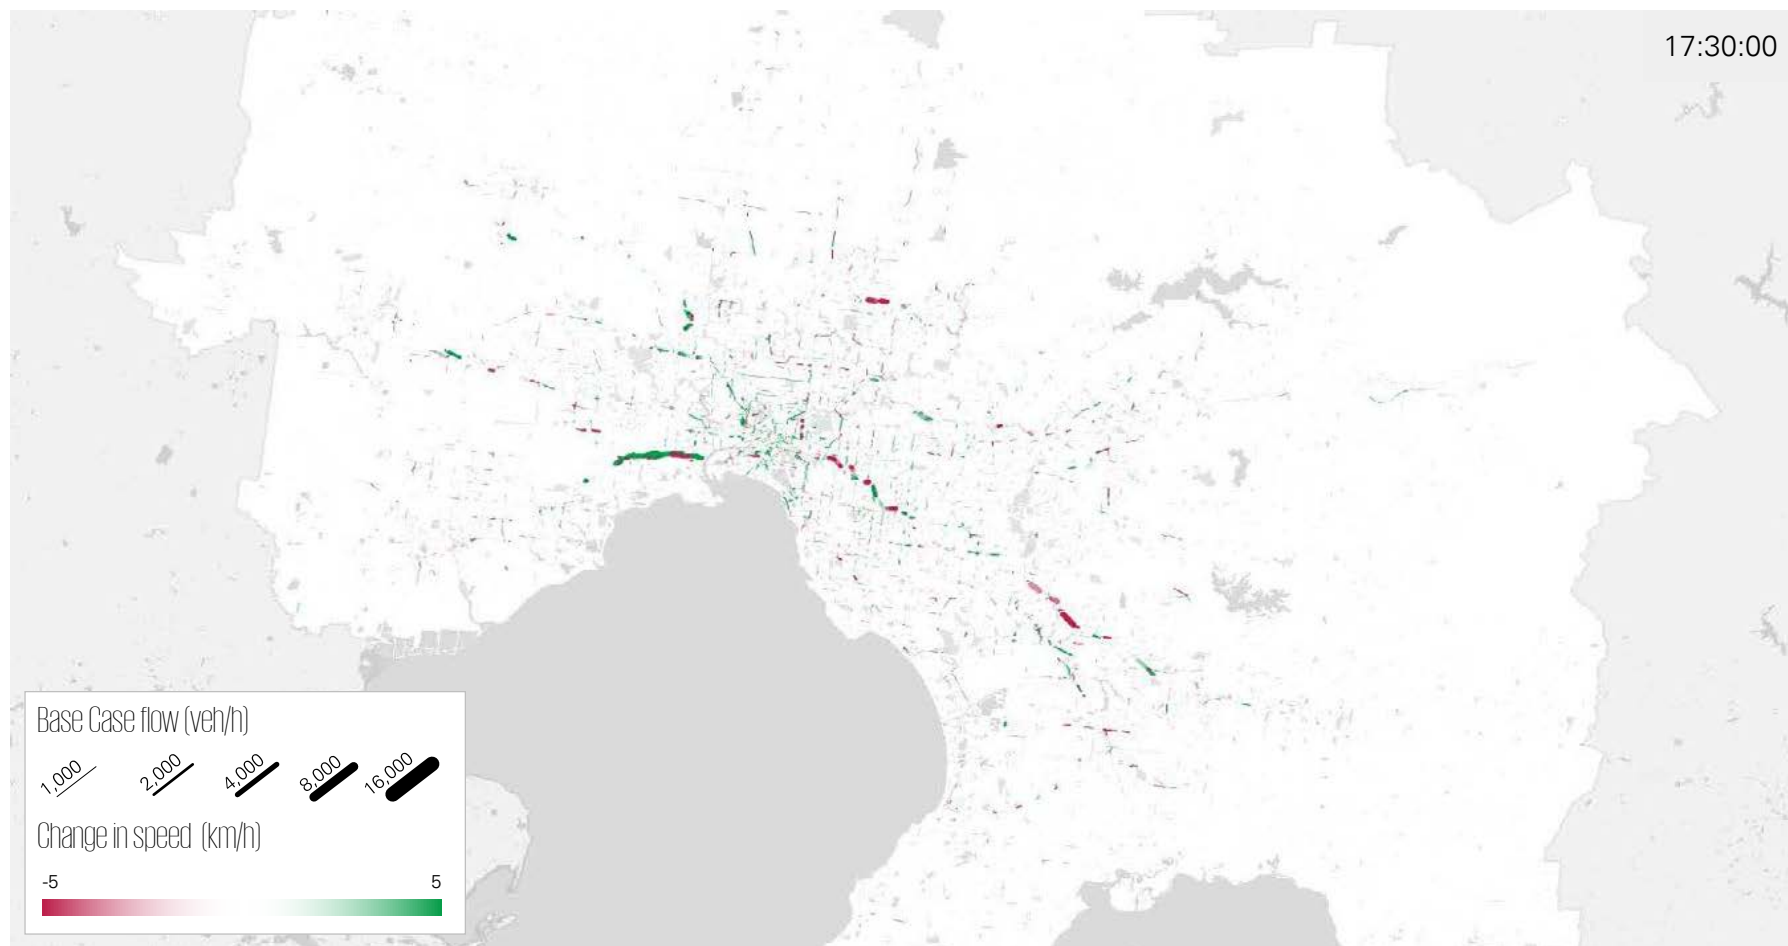 17:30:00
Base Case flow (veh/h)
1,000 2,000 4,000 8,000 16,000
Change in speed (km/h)
-5 5